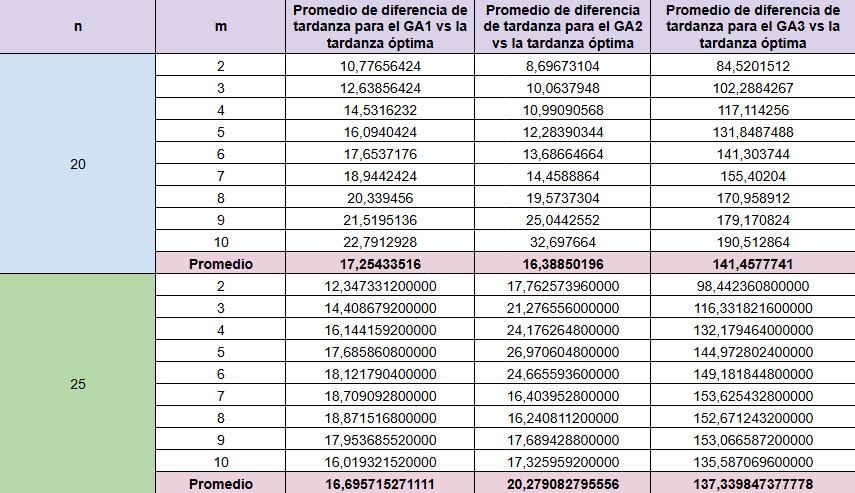 n m Promedio de diferencia de tardanza para el GA1 vs la tardanza óptima Promedio de diferencia de tardanza para el GA2 vs la tardanza óptima Promedio de diferencia de tardanza para el GA3 vs la tardanza óptima
20
2 10,77656424 8,69673104 84,5201512
3 12,63856424 10,0637948 102,2884267
4 14,5316232 10,99090568 117,114256
5 16,0940424 12,28390344 131,8487488
6 17,6537176 13,68664664 141,303744
7 18,9442424 14,4588864 155,40204
8 20,339456 19,5737304 170,958912
9 21,5195136 25,0442552 179,170824
10 22,7912928 32,697664 190,512864
Promedio 17,25433516 16,38850196 141,4577741
25
2 12,347331200000 17,762573960000 98,442360800000
3 14,408679200000 21,276556000000 116,331821600000
4 16,144159200000 24,176264800000 132,179464000000
5 17,685860800000 26,970604800000 144,972802400000
6 18,121790400000 24,665593600000 149,181844800000
7 18,709092800000 16,403952800000 153,625432800000
8 18,871516800000 16,240811200000 152,671243200000
9 17,953685520000 17,689428800000 153,066587200000
10 16,019321520000 17,325959200000 135,587069600000
Promedio 16,695715271111 20,279082795556 137,339847377778